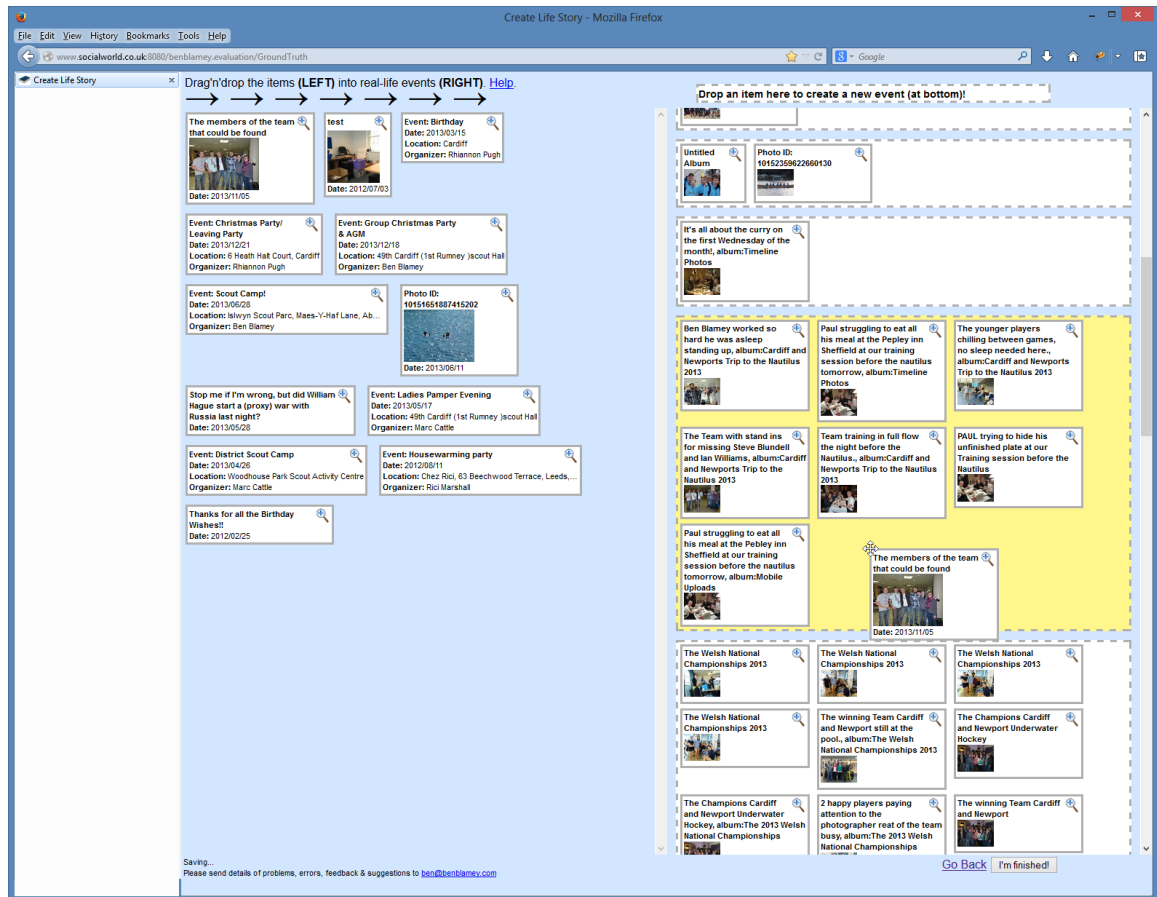 Create Life Story - Mozilla Firefox
File Edit View History Bookmarks Tools Help
www.socialworld.co.uk:8080/benblamey.evaluation/GroundTruth
Google
Create Life Story
Drag'n'drop the items (LEFT) into real-life events (RIGHT). Help.
Drop an item here to create a new event (at bottom)!
The members of the team
that could be found
Date: 2013/11/05
test
Date: 2012/07/03
Event: Birthday
Date: 2013/03/15
Location: Cardiff
Organizer: Rhiannon Pugh
Event: Christmas Party/
Leaving Party
Date: 2013/12/21
Location: 6 Heath Halt Court, Cardiff
Organizer: Rhiannon Pugh
Event: Group Christmas Party
& AGM
Date: 2013/12/18
Location: 49th Cardiff (1st Rumney )scout Hall
Organizer: Ben Blamey
Event: Scout Camp!
Date: 2013/06/28
Location: Islwyn Scout Parc, Maes-Y-Haf Lane, Ab...
Organizer: Ben Blamey
Photo ID:
10151651887415202
Date: 2013/06/11
Stop me if I'm wrong, but did William
Hague start a (proxy) war with
Russia last night?
Date: 2013/05/28
Event: Ladies Pamper Evening
Date: 2013/05/17
Location: 49th Cardiff (1st Rumney )scout Hall
Organizer: Marc Cattle
Event: District Scout Camp
Date: 2013/04/26
Location: Woodhouse Park Scout Activity Centre
Organizer: Marc Cattle
Event: Housewarming party
Date: 2012/08/11
Location: Chez Rici, 63 Beechwood Terrace, Leeds,...
Organizer: Rici Marshall
Thanks for all the Birthday
Wishes!!
Date: 2012/02/25
Untitled
Album
Photo ID:
10152359622660130
It's all about the curry on
the first Wednesday of the
month!, album:Timeline
Photos
Ben Blamey worked so
hard he was asleep
standing up, album:Cardiff and
Newports Trip to the Nautilus
2013
Paul struggling to eat all
his meal at the Pepley inn
Sheffield at our training
session before the nautilus
tomorrow, album:Timeline
Photos
The younger players
chilling between games,
no sleep needed here.,
album:Cardiff and Newports
Trip to the Nautilus 2013
The Team with stand ins
for missing Steve Blundell
and Ian Williams, album:Cardiff
and Newports Trip to the
Nautilus 2013
Team training in full flow
the night before the
Nautilus., album:Cardiff and
Newports Trip to the Nautilus
2013
PAUL trying to hide his
unfinished plate at our
Training session before the
Nautilus
Paul struggling to eat all
his meal at the Pebley inn
Sheffield at our training
session before the nautilus
tomorrow, album:Mobile
Uploads
The members of the team
that could be found
Date: 2013/11/05
The Welsh National
Championships 2013
The Welsh National
Championships 2013
The Welsh National
Championships 2013
The Welsh National
Championships 2013
The winning Team Cardiff
and Newport still at the
pool., album:The Welsh
National Championships 2013
The Champions Cardiff
and Newport Underwater
Hockey
The Champions Cardiff
and Newport Underwater
Hockey, album:The 2013 Welsh
National Championships
2 happy players paying
attention to the
photographer reat of the team
busy, album:The 2013 Welsh
National Championships
The winning Team Cardiff
and Newport
Saving...
Please send details of problems, errors, feedback & suggestions to ben@benblamey.com
Go Back I'm finished!